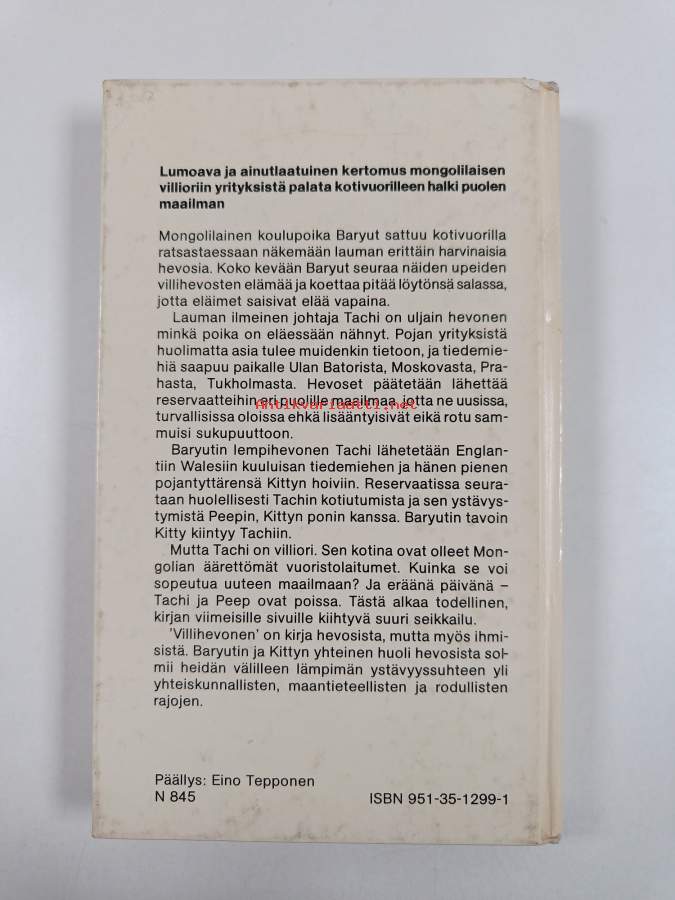 Lumoava ja ainutlaatuinen kertomus mongolilaisen
villioriin yrityksistä palata kotivuorilleen halki puolen
maailman
Mongolilainen koulupoika Baryut sattuu kotivuorilla
ratsastaessaan näkemään lauman erittäin harvinaisia
hevosia. Koko kevään Baryut seuraa näiden upeiden
villihevosten elämää ja koettaa pitää löytönsä salassa,
jotta eläimet saisivat elää vapaina.
Lauman ilmeinen johtaja Tachi on uljain hevonen
minkä poika on eläessään nähnyt. Pojan yrityksistä
huolimatta asia tulee muidenkin tietoon, ja tiedemie-
hiä saapuu paikalle Ulan Batorista, Moskovasta, Pra-
hasta, Tukholmasta. Hevoset päätetään lähettää
reservaatteihin eri puolille maailmaa, jotta ne uusissa,
Antikvariaatti.net
turvallisissa oloissa ehkä lisääntyisivät eikä rotu sam-
muisi sukupuuttoon.
Baryutin lempihevonen Tachi lähetetään Englan-
tiin Walesiin kuuluisan tiedemiehen ja hänen pienen
pojantyttärensä Kittyn hoiviin. Reservaatissa seura-
taan huolellisesti Tachin kotiutumista ja sen ystävys-
tymistä Peepin, Kittyn ponin kanssa. Baryutin tavoin
Kitty kiintyy Tachiin.
Mutta Tachi on villiori. Sen kotina ovat olleet Mon-
golian äärettömät vuoristolaitumet. Kuinka se voi
sopeutua uuteen maailmaan? Ja eräänä päivänä –
Tachi ja Peep ovat poissa. Tästä alkaa todellinen,
kirjan viimeisille sivuille kiihtyvä suuri seikkailu.
'Villihevonen' on kirja hevosista, mutta myös ihmi-
sistä. Baryutin ja Kittyn yhteinen huoli hevosista sol-
mii heidän välilleen lämpimän ystävyyssuhteen yli
yhteiskunnallisten, maantieteellisten ja rodullisten
rajojen.
Päällys: Eino Tepponen
N 845
ISBN 951-35-1299-1